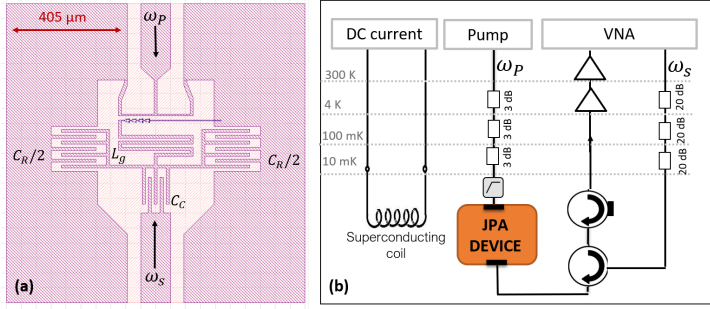 405 μm
ω_P
C_R/2
L_g
C_R/2
C_C
ω_S
(a)
DC current
Pump
VNA
ω_P
ω_s
300 K
4 K
100 mK
10 mK
3 dB
3 dB
3 dB
20 dB
20 dB
20 dB
Superconducting
coil
JPA
DEVICE
(b)